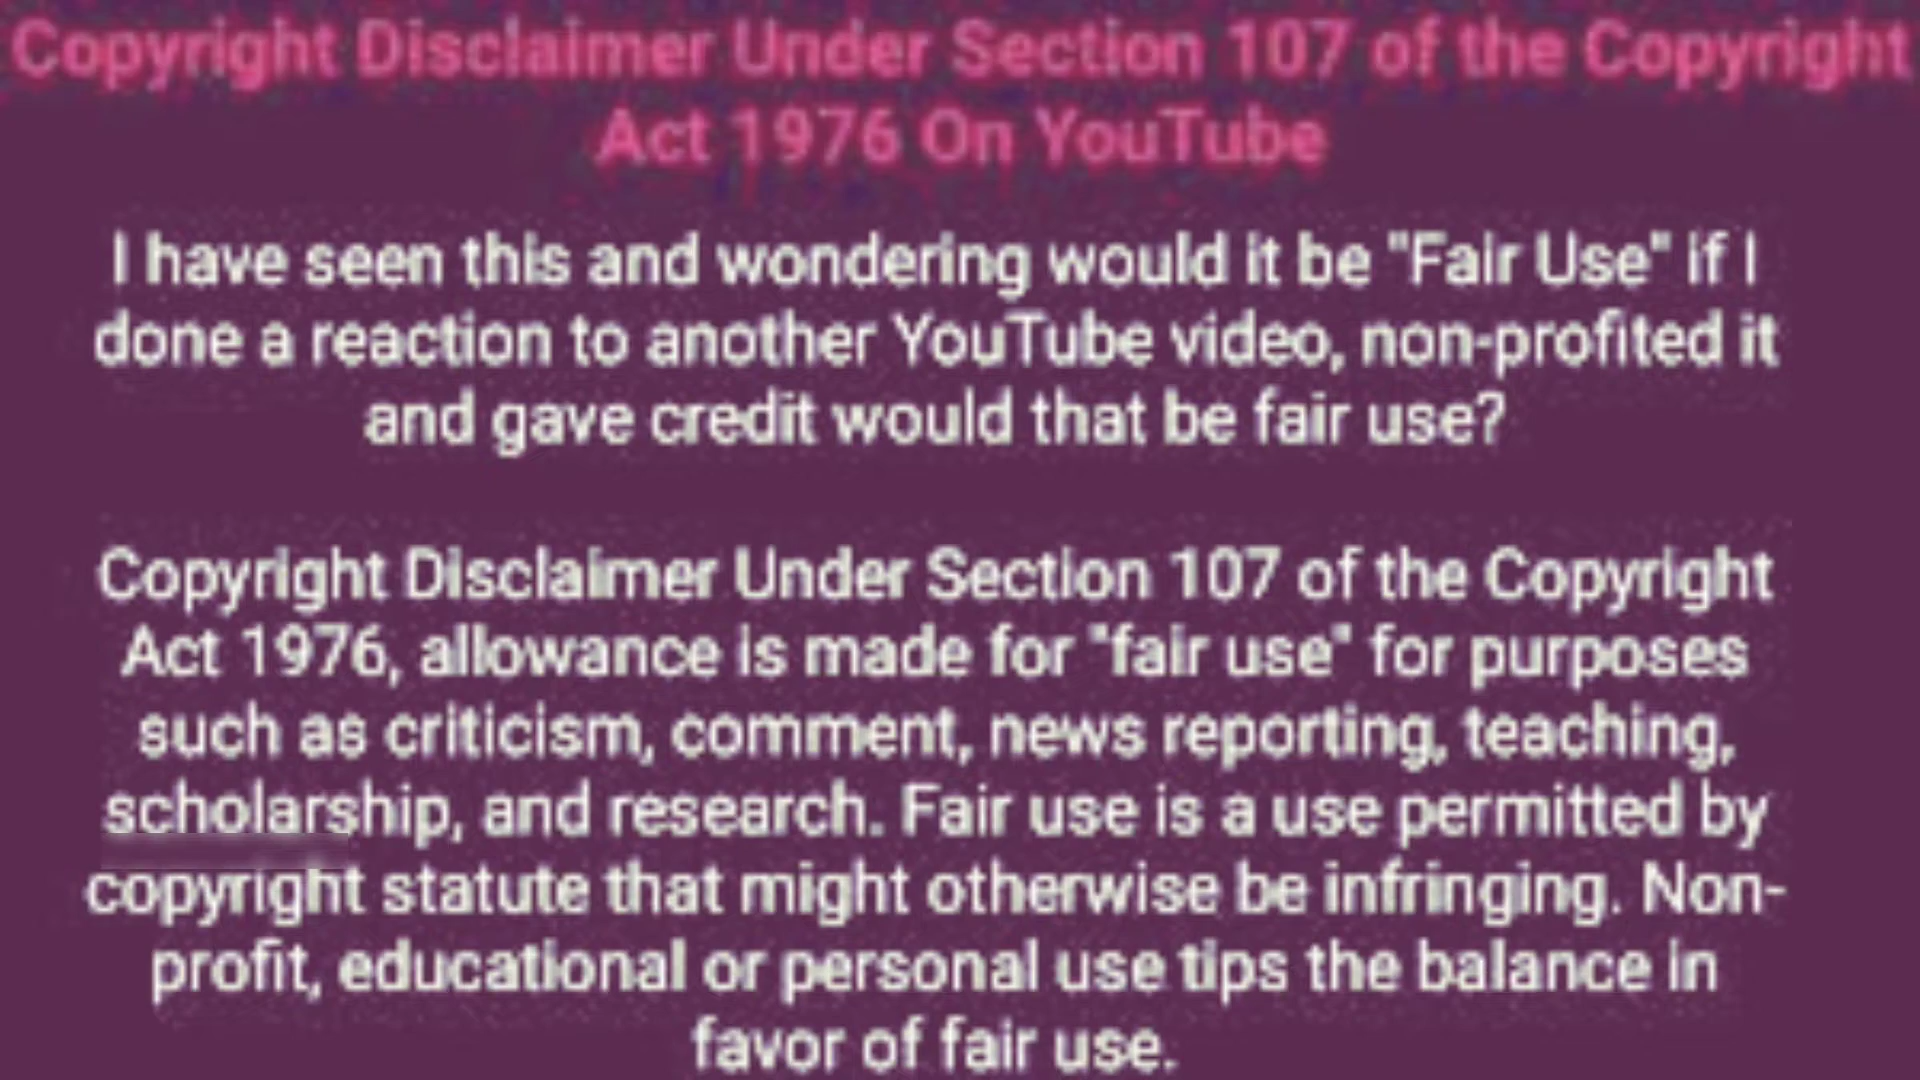 Copyright Disclaimer Under Section 107 of the Copyright
Act 1976 On YouTube
I have seen this and wondering would it be "Fair Use" if I
done a reaction to another YouTube video, non-profited it
and gave credit would that be fair use?
Copyright Disclaimer Under Section 107 of the Copyright
Act 1976, allowance is made for "fair use" for purposes
such as criticism, comment, news reporting, teaching,
scholarship, and research. Fair use is a use permitted by
copyright statute that might otherwise be infringing. Non-
profit, educational or personal use tips the balance in
favor of fair use.